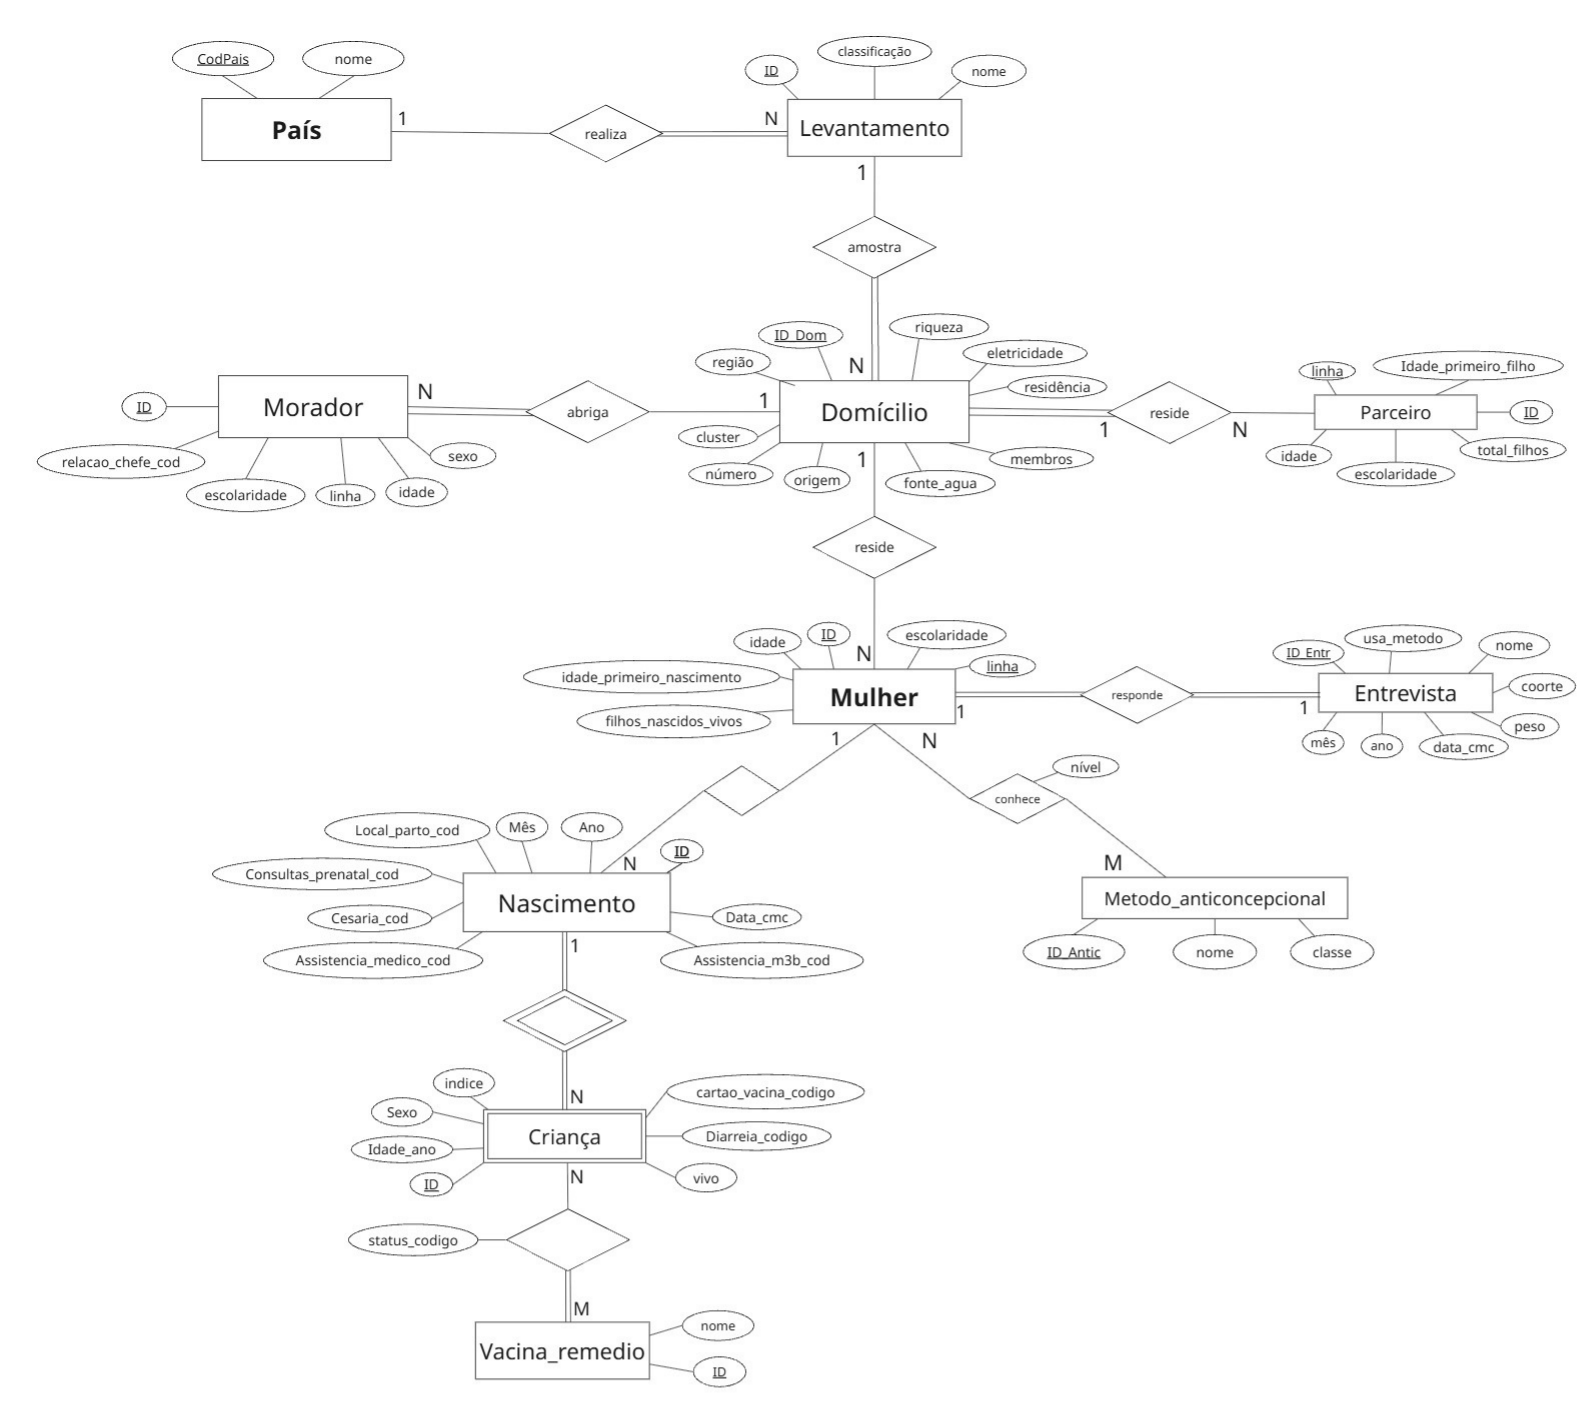 CodPais
nome
País
1
realiza
N
ID
classificação
nome
Levantamento
1
amostra
N
ID_Dom
riqueza
região
eletricidade
residência
Domícilio
cluster
número
origem
fonte_agua
membros
1
abriga
N
Morador
ID
relacao_chefe_cod
escolaridade
linha
idade
sexo
1
reside
N
linha
Idade_primeiro_filho
Parceiro
ID
idade
escolaridade
total_filhos
1
reside
N
idade
ID
escolaridade
linha
idade_primeiro_nascimento
filhos_nascidos_vivos
Mulher
1
responde
1
ID_Entr
usa_metodo
nome
Entrevista
coorte
peso
mês
ano
data_cmc
1
N
nível
conhece
M
Metodo_anticoncepcional
ID_Antic
nome
classe
N
Local_parto_cod
Mês
Ano
ID
Consultas_prenatal_cod
Nascimento
Cesaria_cod
Data_cmc
Assistencia_medico_cod
Assistencia_m3b_cod
1
N
indice
cartao_vacina_codigo
Sexo
Criança
Diarreia_codigo
Idade_ano
ID
vivo
N
status_codigo
M
Vacina_remedio
nome
ID